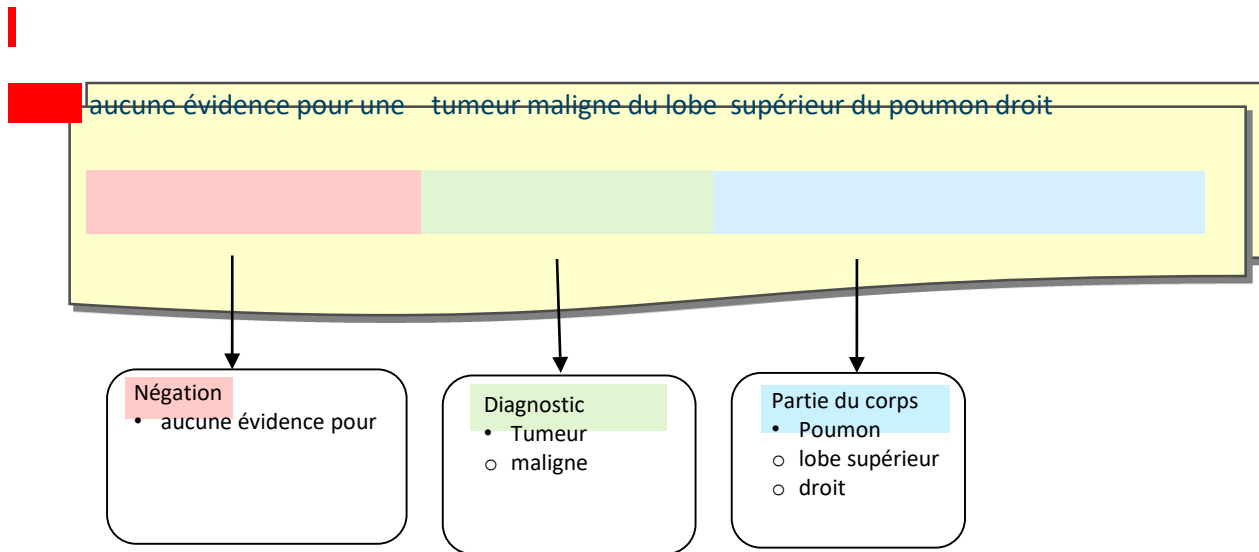 aucune évidence pour une tumeur maligne du lobe supérieur du poumon droit
Négation
• aucune évidence pour
Diagnostic
• Tumeur
○ maligne
Partie du corps
• Poumon
○ lobe supérieur
○ droit